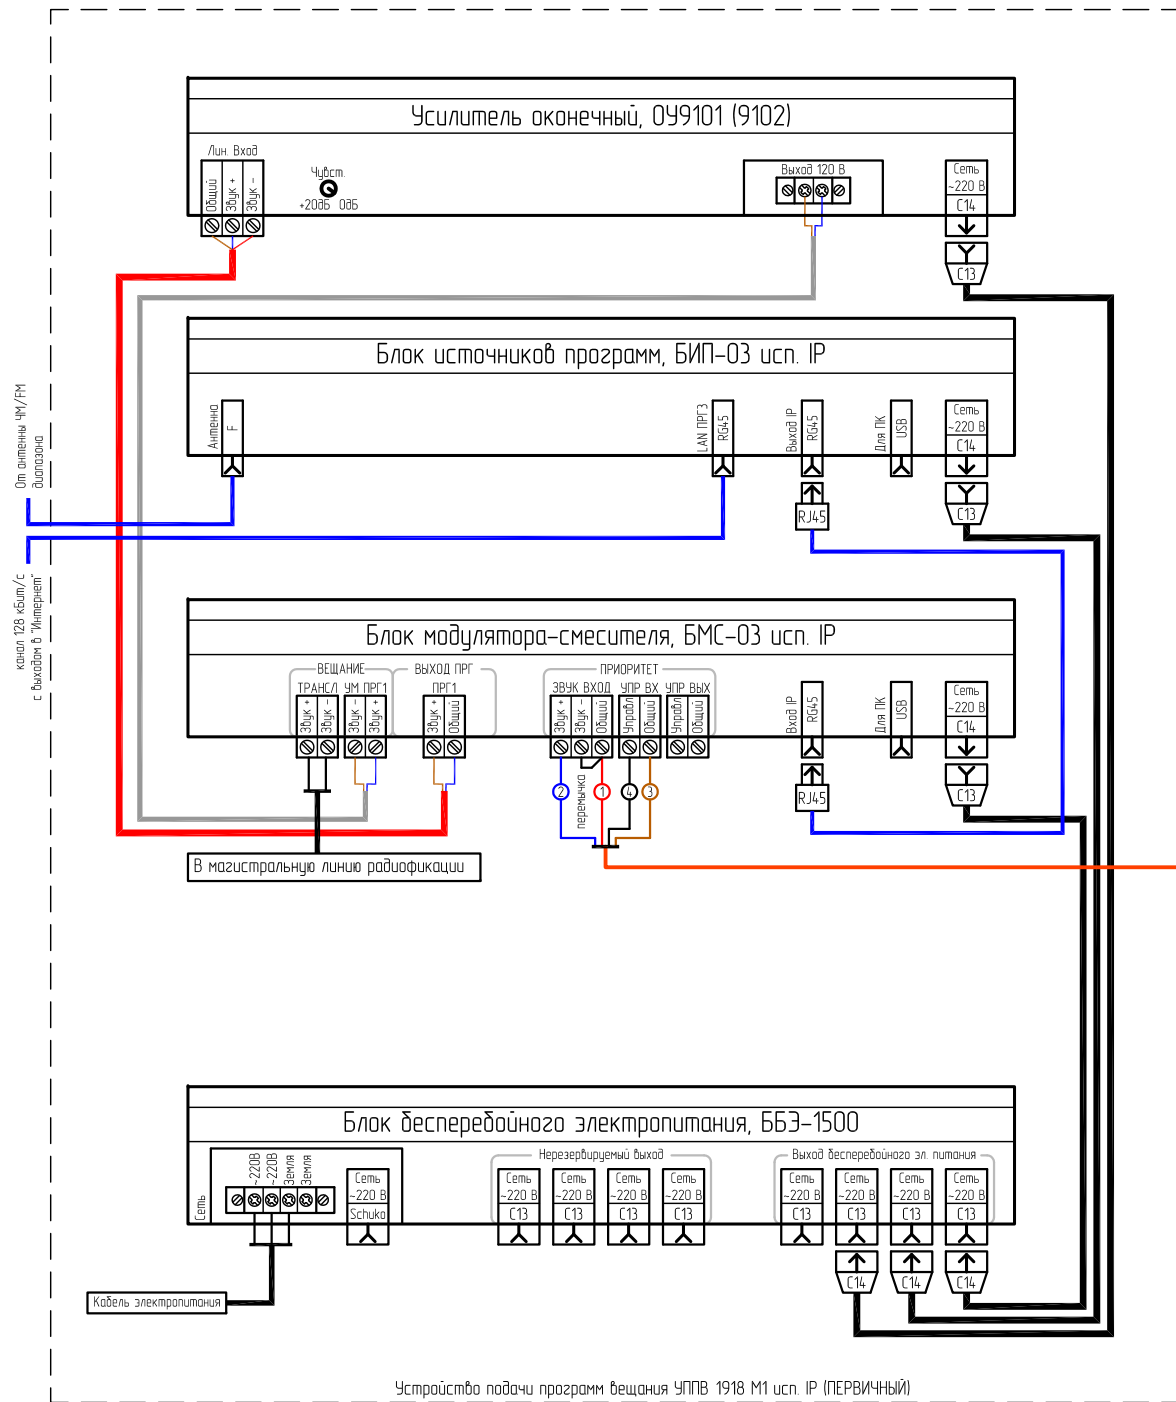 Усилитель оконечный, ОУ9101 (9102)
Лин. Вход
Общий
Звук +
Звук -
Чувст.
+20дБ 0дБ
Выход 120 В
Сеть
~220 В
С14
С13
Блок источников программ, БИП-03 исп. IP
От антенны ЧМ/FM
диапазона
Антенна
F
LAN ПРГ3
RG45
Выход IP
RG45
Для ПК
USB
Сеть
~220 В
С14
RJ45
С13
канал 128 кБит/с
с выходом в "Интернет"
Блок модулятора-смесителя, БМС-03 исп. IP
ВЕЩАНИЕ
ВЫХОД ПРГ
ПРИОРИТЕТ
ТРАНСЛ
УМ ПРГ1
ПРГ1
ЗВУК ВХОД
УПР ВХ
УПР ВЫХ
Звук +
Звук -
Звук -
Звук +
Звук +
Общий
Звук +
Звук -
Общий
Управл
Общий
Управл
Общий
Вход IP
RG45
Для ПК
USB
Сеть
~220 В
С14
2
перемычка
1
4
3
RJ45
С13
В магистральную линию радиофикации
Блок бесперебойного электропитания, ББЭ-1500
Сеть
~220В
~220В
Земля
Земля
Сеть
~220 В
Schuko
Нерезервируемый выход
Сеть
~220 В
С13
Сеть
~220 В
С13
Сеть
~220 В
С13
Сеть
~220 В
С13
Выход бесперебойного эл. питания
Сеть
~220 В
С13
Сеть
~220 В
С13
Сеть
~220 В
С13
Сеть
~220 В
С13
С14
С14
С14
Кабель электропитания
Устройство подачи программ вещания УППВ 1918 М1 исп. IP (ПЕРВИЧНЫЙ)